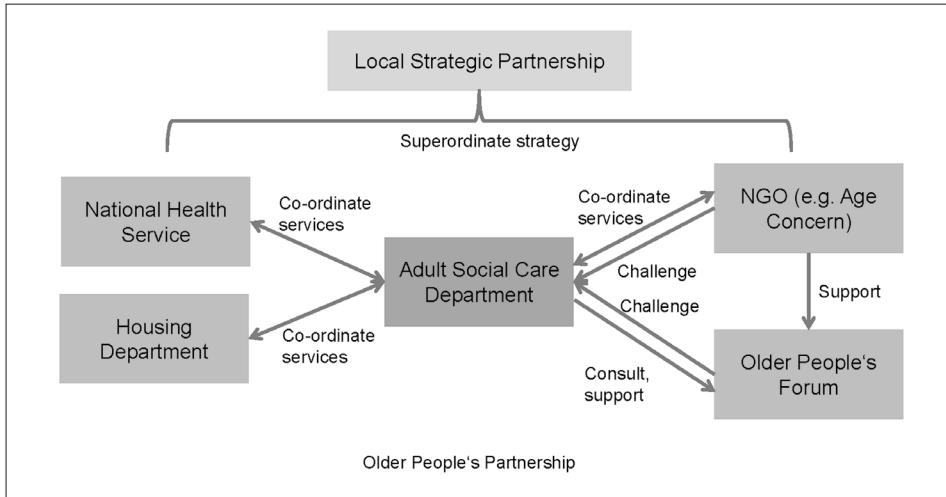 Local Strategic Partnership
Superordinate strategy
National Health
Service
Co-ordinate
services
Co-ordinate
services
NGO (e.g. Age
Concern)
Adult Social Care
Department
Challenge
Challenge
Support
Housing
Department
Co-ordinate
services
Consult,
support
Older People‘s
Forum
Older People‘s Partnership